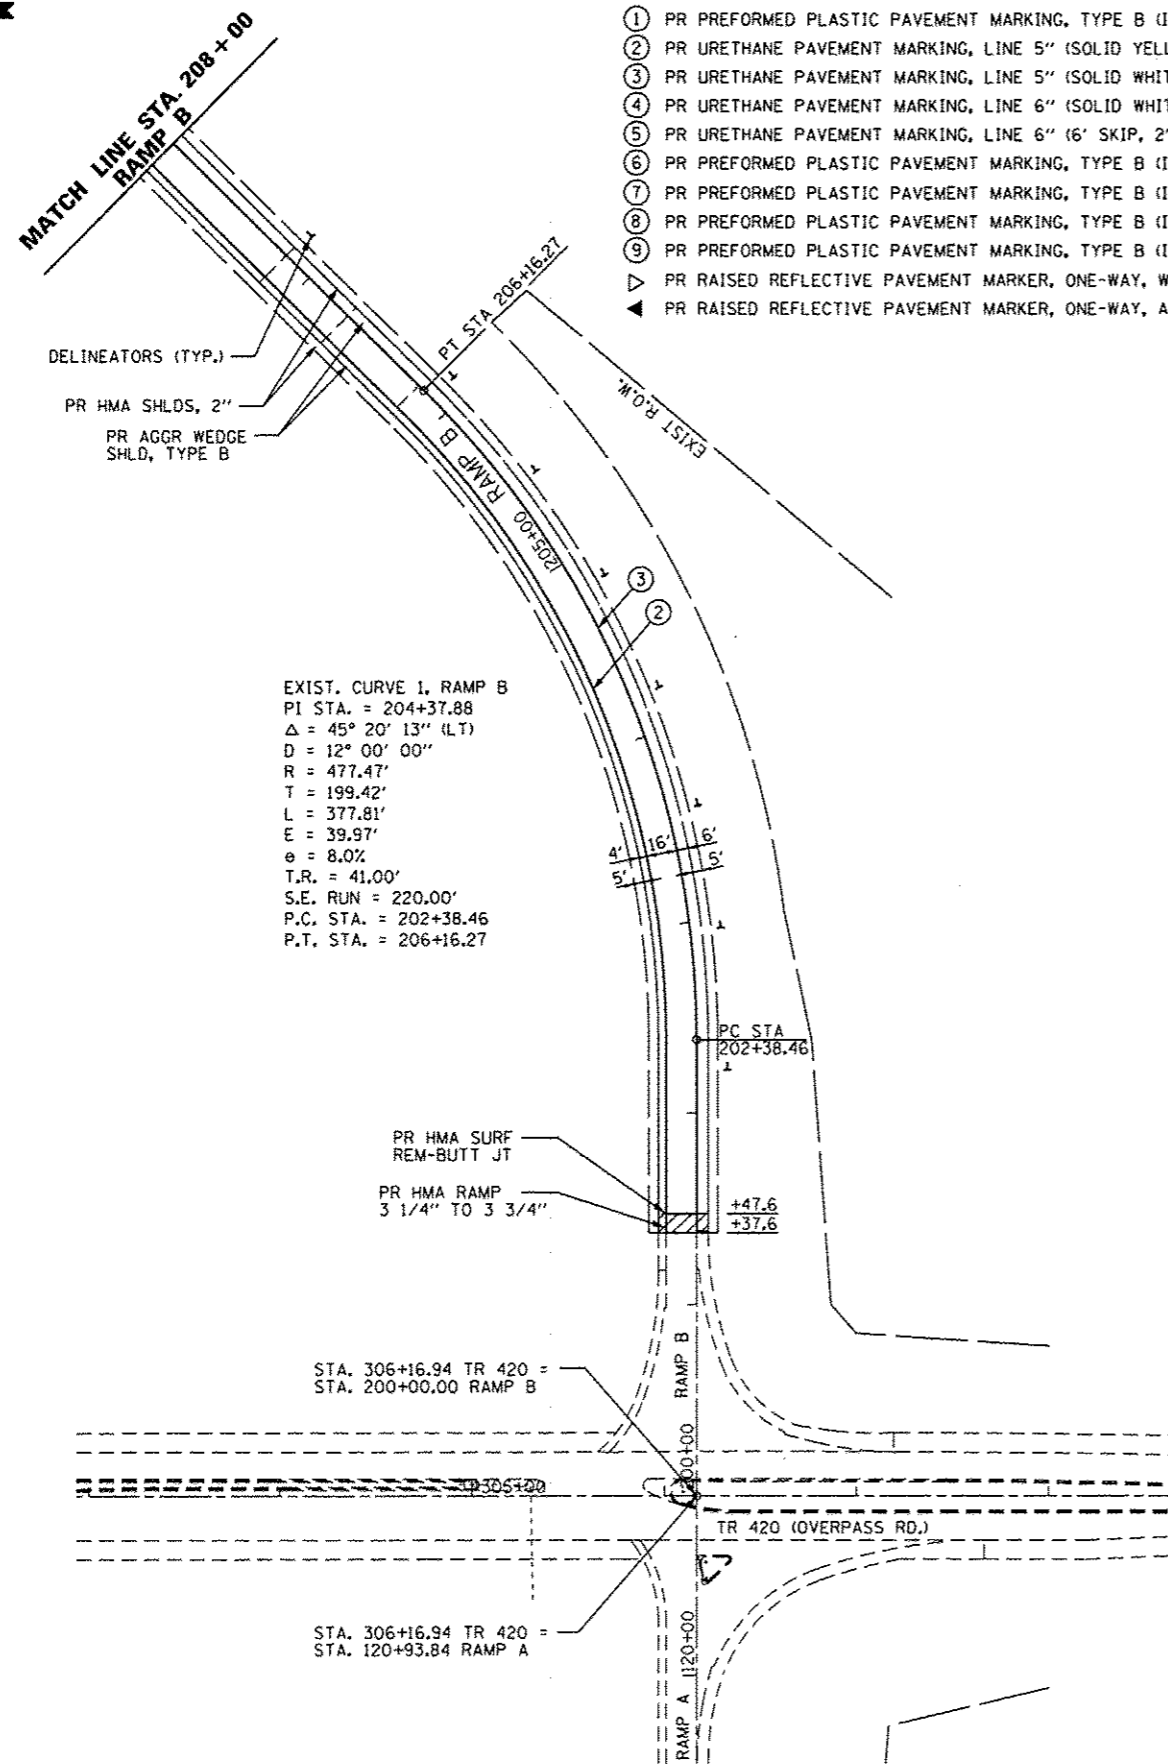 ① PR PREFORMED PLASTIC PAVEMENT MARKING, TYPE B (I
② PR URETHANE PAVEMENT MARKING, LINE 5" (SOLID YELL
③ PR URETHANE PAVEMENT MARKING, LINE 5" (SOLID WHIT
④ PR URETHANE PAVEMENT MARKING, LINE 6" (SOLID WHIT
⑤ PR URETHANE PAVEMENT MARKING, LINE 6" (6' SKIP, 2'
⑥ PR PREFORMED PLASTIC PAVEMENT MARKING, TYPE B (I
⑦ PR PREFORMED PLASTIC PAVEMENT MARKING, TYPE B (I
⑧ PR PREFORMED PLASTIC PAVEMENT MARKING, TYPE B (I
⑨ PR PREFORMED PLASTIC PAVEMENT MARKING, TYPE B (I
PR RAISED REFLECTIVE PAVEMENT MARKER, ONE-WAY, W
PR RAISED REFLECTIVE PAVEMENT MARKER, ONE-WAY, A
MATCH LINE STA. 208+00
RAMP B
PT STA 206+16.27
DELINEATORS (TYP.)
PR HMA SHLDS, 2"
PR AGGR WEDGE
SHLD, TYPE B
EXIST R.O.W.
RAMP B
205+00
③
②
EXIST. CURVE 1, RAMP B
PI STA. = 204+37.88
Δ = 45° 20' 13" (LT)
D = 12° 00' 00"
R = 477.47'
T = 199.42'
L = 377.81'
E = 39.97'
e = 8.0%
T.R. = 41.00'
S.E. RUN = 220.00'
P.C. STA. = 202+38.46
P.T. STA. = 206+16.27
4' 16' 6'
5' 5'
PC STA
202+38.46
PR HMA SURF
REM-BUTT JT
PR HMA RAMP
3 1/4" TO 3 3/4"
+47.6
+37.6
RAMP B
STA. 306+16.94 TR 420 =
STA. 200+00.00 RAMP B
200+00
305+00
TR 420 (OVERPASS RD.)
STA. 306+16.94 TR 420 =
STA. 120+93.84 RAMP A
120+00
RAMP A